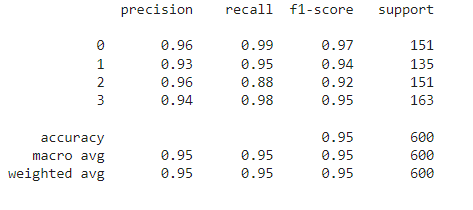 precision recall f1-score support
0 0.96 0.99 0.97 151
1 0.93 0.95 0.94 135
2 0.96 0.88 0.92 151
3 0.94 0.98 0.95 163
accuracy 0.95 600
macro avg 0.95 0.95 0.95 600
weighted avg 0.95 0.95 0.95 600